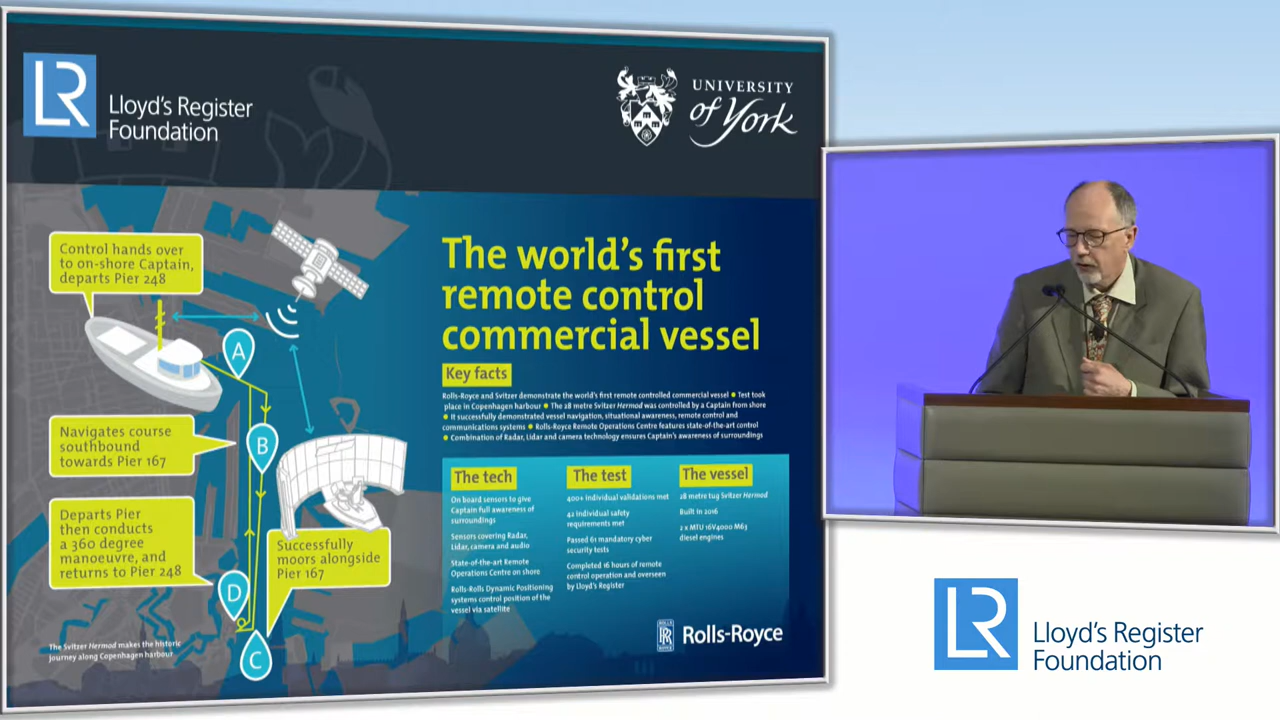 LR
Lloyd's Register
Foundation
UNIVERSITY
of York
Control hands over
to on-shore Captain,
departs Pier 248
A
Navigates course
southbound
towards Pier 167
B
Departs Pier
then conducts
a 360 degree
manoeuvre, and
returns to Pier 248
D
Successfully
moors alongside
Pier 167
C
The Svitzer Hermod makes the historic
journey along Copenhagen harbour
The world's first
remote control
commercial vessel
Key facts
Rolls-Royce and Svitzer demonstrate the world's first remote controlled commercial vessel ● Test took
place in Copenhagen harbour ● The 28 metre Svitzer Hermod was controlled by a Captain from shore
● It successfully demonstrated vessel navigation, situational awareness, remote control and
communications systems ● Rolls-Royce Remote Operations Centre features state-of-the-art control
● Combination of Radar, Lidar and camera technology ensures Captain's awareness of surroundings
The tech
On board sensors to give
Captain full awareness of
surroundings
Sensors covering Radar,
Lidar, camera and audio
State-of-the-art Remote
Operations Centre on shore
Rolls-Rolls Dynamic Positioning
systems control position of the
vessel via satellite
The test
400+ individual validations met
42 individual safety
requirements met
Passed 61 mandatory cyber
security tests
Completed 16 hours of remote
control operation and overseen
by Lloyd's Register
The vessel
28 metre tug Svitzer Hermod
Built in 2016
2 x MTU 16V4000 M63
diesel engines
ROLLS
RR
ROYCE
Rolls-Royce
LR
Lloyd's Register
Foundation